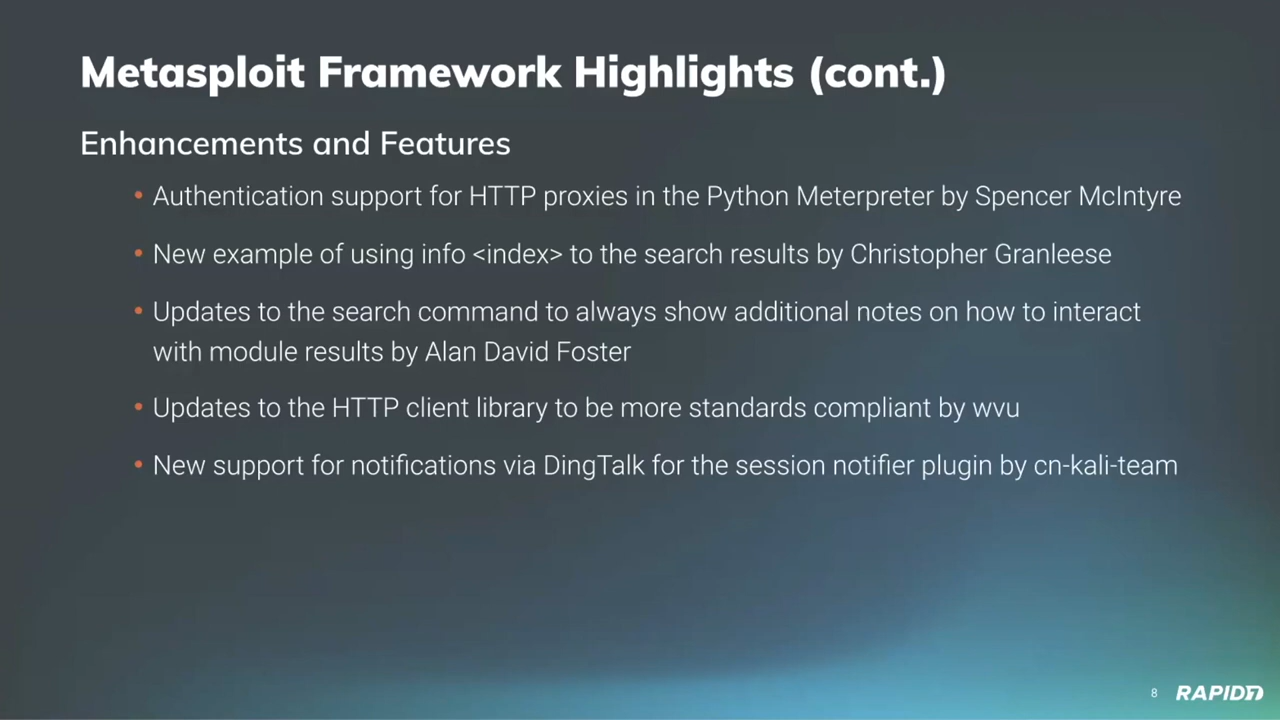 Metasploit Framework Highlights (cont.)
Enhancements and Features
• Authentication support for HTTP proxies in the Python Meterpreter by Spencer McIntyre
• New example of using info <index> to the search results by Christopher Granleese
• Updates to the search command to always show additional notes on how to interact
with module results by Alan David Foster
• Updates to the HTTP client library to be more standards compliant by wvu
• New support for notifications via DingTalk for the session notifier plugin by cn-kali-team
8 RAPID7